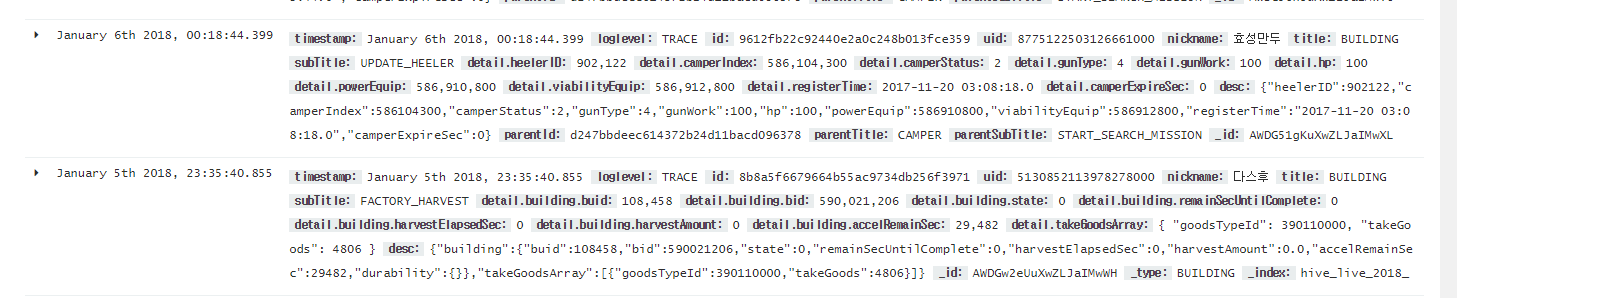 January 6th 2018, 00:18:44.399 timestamp: January 6th 2018, 00:18:44.399 loglevel: TRACE id: 9612fb22c92440e2a0c248b013fce359 uid: 8775122503126661000 nickname: 효성만두 title: BUILDING
subTitle: UPDATE_HEELER detail.heelerID: 902,122 detail.camperIndex: 586,104,300 detail.camperStatus: 2 detail.gunType: 4 detail.gunWork: 100 detail.hp: 100
detail.powerEquip: 586,910,800 detail.viabilityEquip: 586,912,800 detail.registerTime: 2017-11-20 03:08:18.0 detail.camperExpireSec: 0 desc: {"heelerID":902122,"c
amperIndex":586104300,"camperStatus":2,"gunType":4,"gunWork":100,"hp":100,"powerEquip":586910800,"viabilityEquip":586912800,"registerTime":"2017-11-20 03:0
8:18.0","camperExpireSec":0} parentId: d247bbdeec614372b24d11bacd096378 parentTitle: CAMPER parentSubTitle: START_SEARCH_MISSION _id: AWDG51gKuXwZLJaIMwXL
January 5th 2018, 23:35:40.855 timestamp: January 5th 2018, 23:35:40.855 loglevel: TRACE id: 8b8a5f6679664b55ac9734db256f3971 uid: 5130852113978278000 nickname: 다스후 title: BUILDING
subTitle: FACTORY_HARVEST detail.building.buid: 108,458 detail.building.bid: 590,021,206 detail.building.state: 0 detail.building.remainSecUntilComplete: 0
detail.building.harvestElapsedSec: 0 detail.building.harvestAmount: 0 detail.building.accelRemainSec: 29,482 detail.takeGoodsArray: { "goodsTypeId": 390110000, "takeGo
ods": 4806 } desc: {"building":{"buid":108458,"bid":590021206,"state":0,"remainSecUntilComplete":0,"harvestElapsedSec":0,"harvestAmount":0.0,"accelRemainSe
c":29482,"durability":{}},"takeGoodsArray":[{"goodsTypeId":390110000,"takeGoods":4806}]} _id: AWDGw2eUuXwZLJaIMwWH _type: BUILDING _index: hive_live_2018_